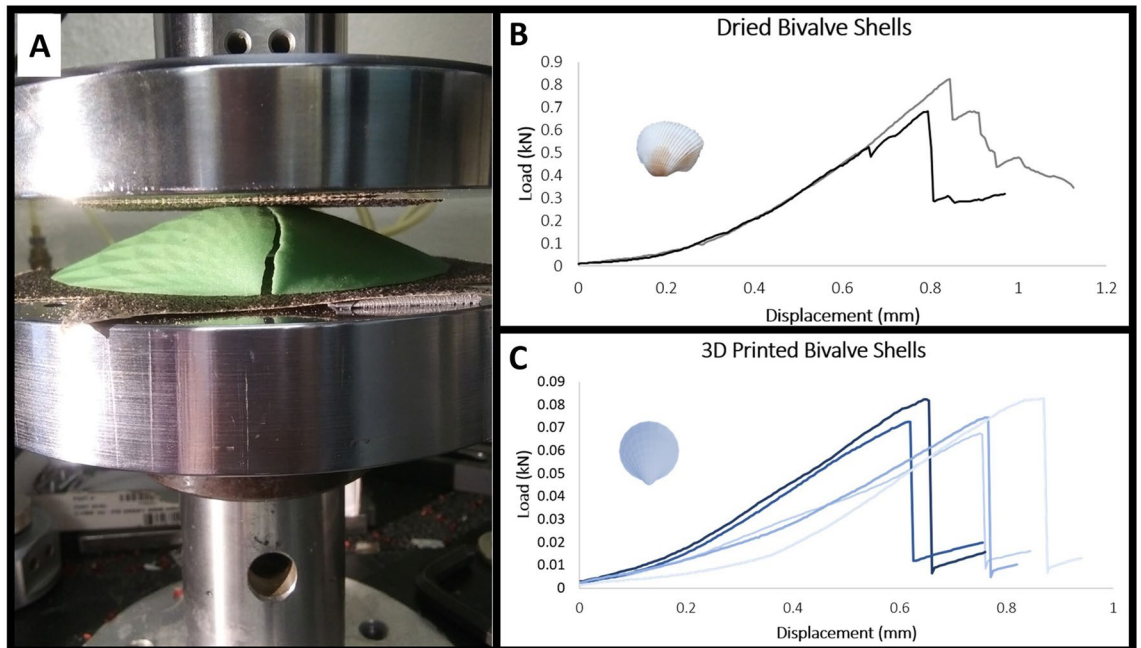 A
B
Dried Bivalve Shells
0.9
0.8
0.7
0.6
0.5
0.4
0.3
0.2
0.1
0
Load (kN)
0 0.2 0.4 0.6 0.8 1 1.2
Displacement (mm)
C
3D Printed Bivalve Shells
0.09
0.08
0.07
0.06
0.05
0.04
0.03
0.02
0.01
0
Load (kN)
0 0.2 0.4 0.6 0.8 1
Displacement (mm)